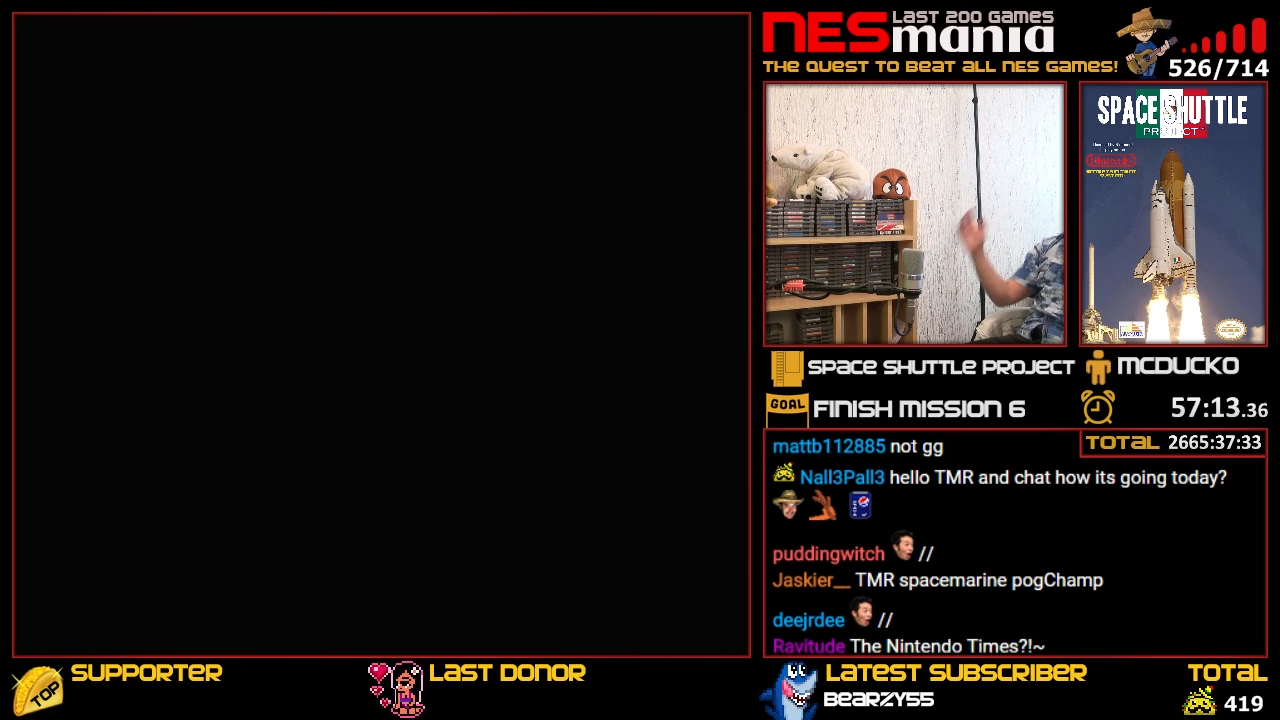 NESmania
LAST 200 GAMES
THE QUEST TO BEAT ALL NES GAMES!
526/714
SPACE SHUTTLE
PROJECT
SPACE SHUTTLE PROJECT
MCDUCKO
GOAL
FINISH MISSION 6
57:13.36
TOTAL 2665:37:33
mattb112885 not gg
Nall3Pall3 hello TMR and chat how its going today?
puddingwitch //
Jaskier__ TMR spacemarine pogChamp
deejrdee //
Ravitude The Nintendo Times?!~
TOP
SUPPORTER
LAST DONOR
LATEST SUBSCRIBER
BEARZY55
TOTAL
419